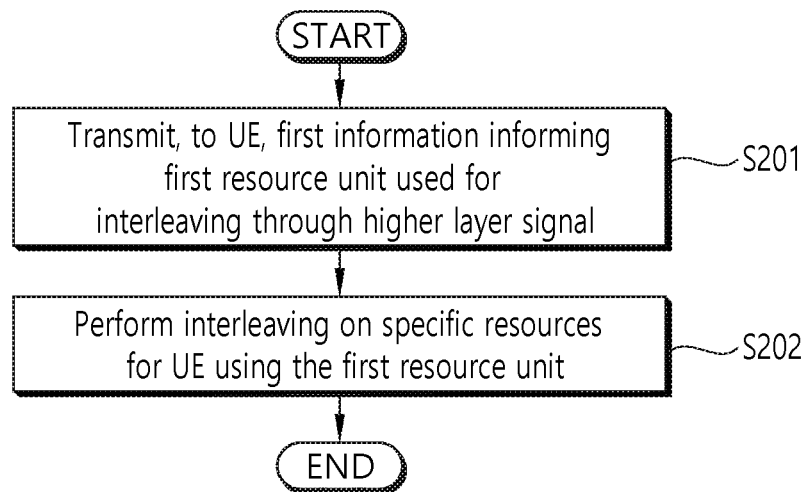 START
Transmit, to UE, first information informing
first resource unit used for
interleaving through higher layer signal
S201
Perform interleaving on specific resources
for UE using the first resource unit
S202
END